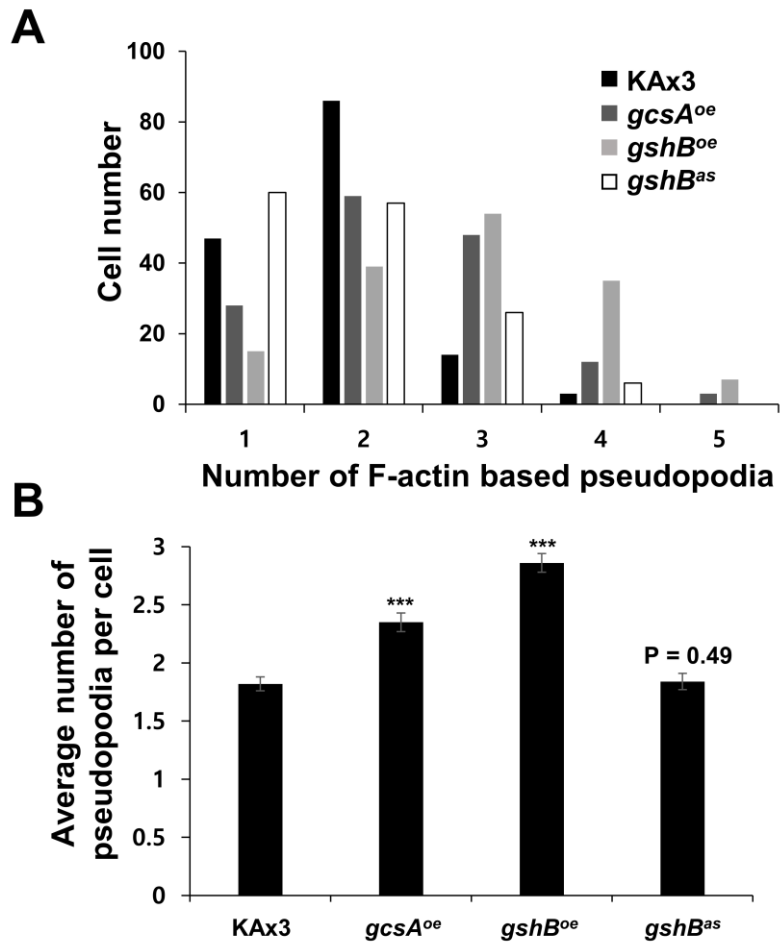 A
100
80
60
40
20
0
Cell number
KAx3
gcsAᵒᵉ
gshBᵒᵉ
gshBᵃˢ
1 2 3 4 5
Number of F-actin based pseudopodia
B
3
2.5
2
1.5
1
0.5
0
Average number of
pseudopodia per cell
***
***
P = 0.49
KAx3 gcsAᵒᵉ gshBᵒᵉ gshBᵃˢ